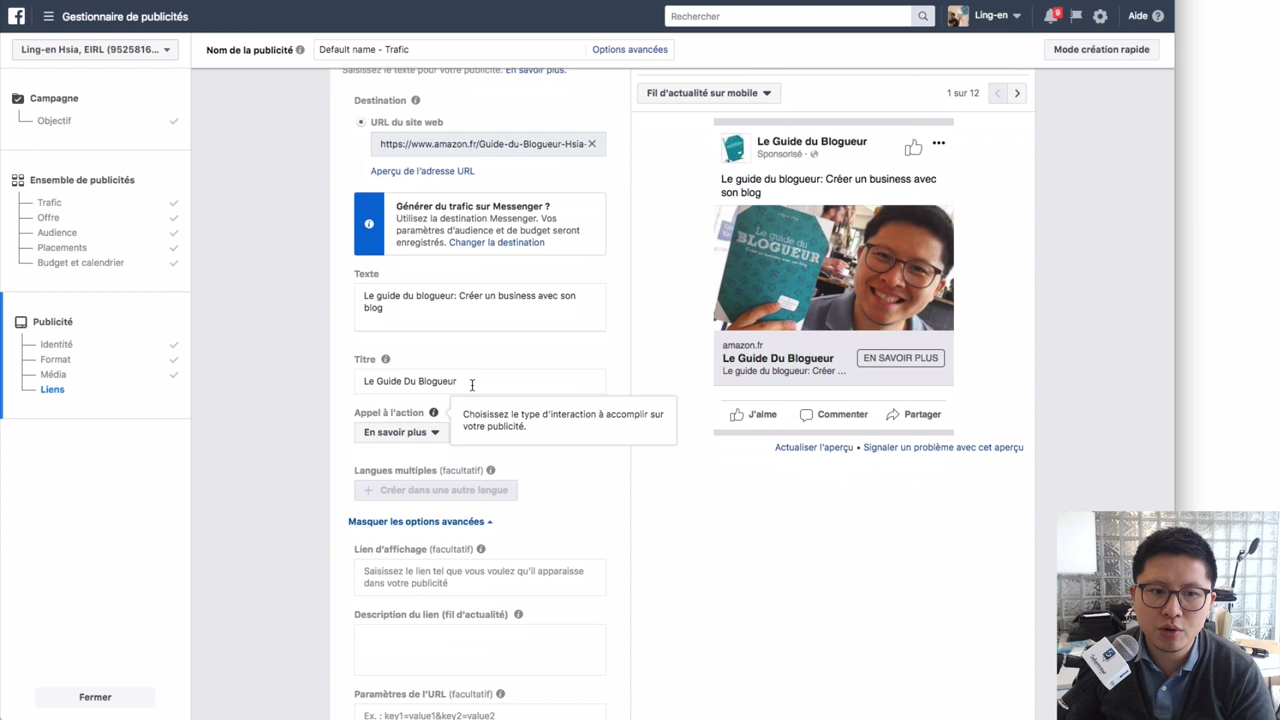 Gestionnaire de publicités
Rechercher
Ling-en
9
Aide
Ling-en Hsia, EIRL (9525816...
Nom de la publicité
Default name - Trafic
Options avancées
Mode création rapide
Campagne
Objectif
Ensemble de publicités
Trafic
Offre
Audience
Placements
Budget et calendrier
Publicité
Identité
Format
Média
Liens
Fermer
Saisissez le texte pour votre publicité. En savoir plus.
Destination
URL du site web
https://www.amazon.fr/Guide-du-Blogueur-Hsia-
Aperçu de l'adresse URL
Générer du trafic sur Messenger ?
Utilisez la destination Messenger. Vos
paramètres d'audience et de budget seront
enregistrés. Changer la destination
Texte
Le guide du blogueur: Créer un business avec son
blog
Titre
Le Guide Du Blogueur
Appel à l'action
En savoir plus
Choisissez le type d'interaction à accomplir sur
votre publicité.
Langues multiples (facultatif)
+ Créer dans une autre langue
Masquer les options avancées
Lien d'affichage (facultatif)
Saisissez le lien tel que vous voulez qu'il apparaisse
dans votre publicité
Description du lien (fil d'actualité)
Paramètres de l'URL (facultatif)
Ex. : key1=value1&key2=value2
Fil d'actualité sur mobile
1 sur 12
Le Guide du Blogueur
Sponsorisé ·
Le guide du blogueur: Créer un business avec
son blog
Le guide du
BLOGUEUR
amazon.fr
Le Guide Du Blogueur
Le guide du blogueur: Créer ...
EN SAVOIR PLUS
J'aime
Commenter
Partager
Actualiser l'aperçu • Signaler un problème avec cet aperçu